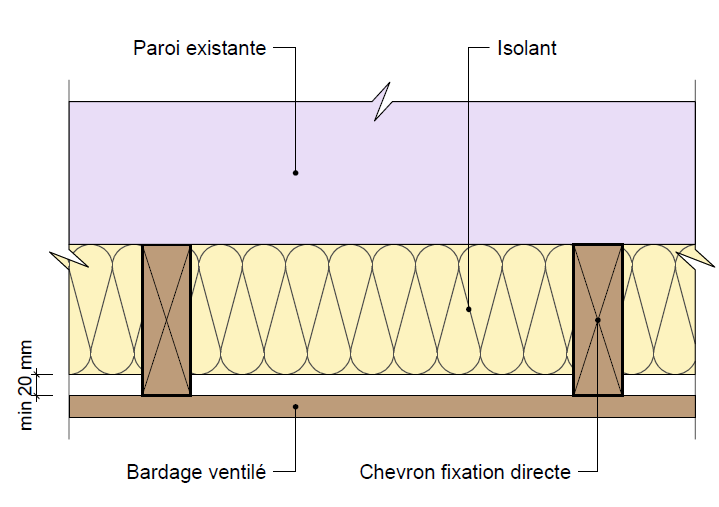 Paroi existante
Isolant
min 20 mm
Bardage ventilé
Chevron fixation directe